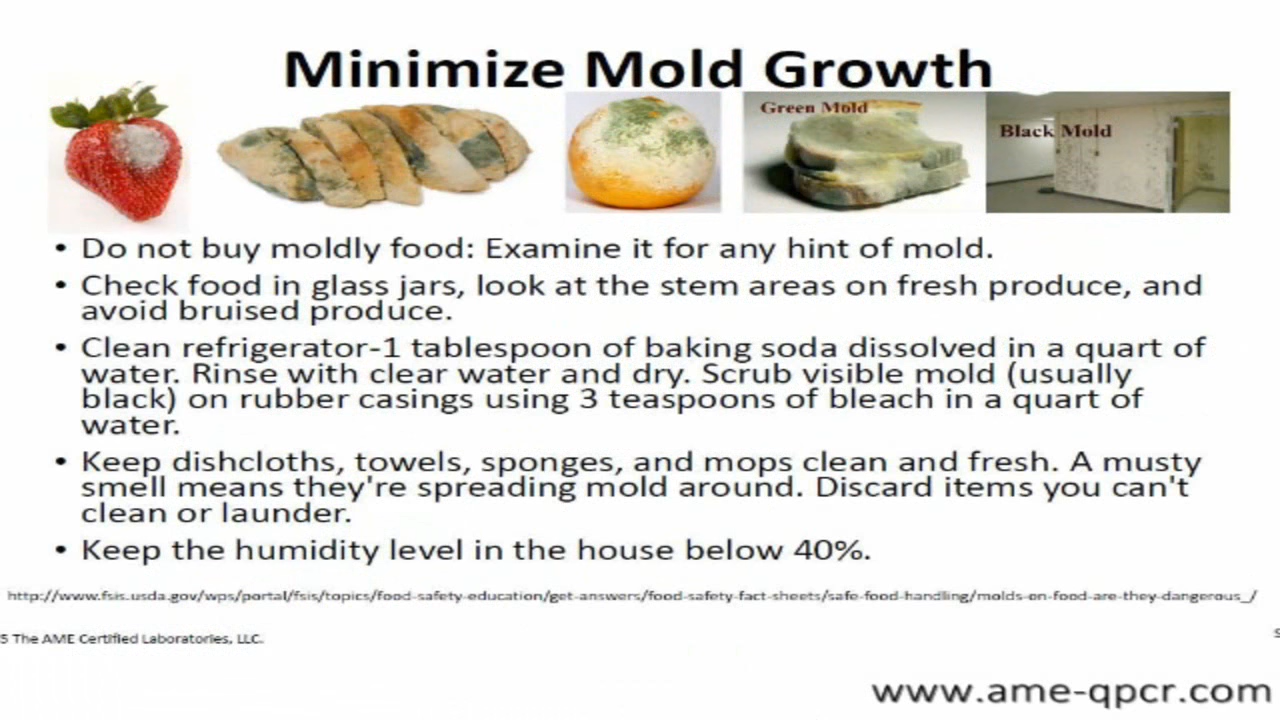 Minimize Mold Growth
Green Mold
Black Mold
• Do not buy moldly food: Examine it for any hint of mold.
• Check food in glass jars, look at the stem areas on fresh produce, and
avoid bruised produce.
• Clean refrigerator-1 tablespoon of baking soda dissolved in a quart of
water. Rinse with clear water and dry. Scrub visible mold (usually
black) on rubber casings using 3 teaspoons of bleach in a quart of
water.
• Keep dishcloths, towels, sponges, and mops clean and fresh. A musty
smell means they're spreading mold around. Discard items you can't
clean or launder.
• Keep the humidity level in the house below 40%.
http://www.fsis.usda.gov/wps/portal/fsis/topics/food-safety-education/get-answers/food-safety-fact-sheets/safe-food-handling/molds-on-food-are-they-dangerous_/
5 The AME Certified Laboratories, LLC.
www.ame-qpcr.com